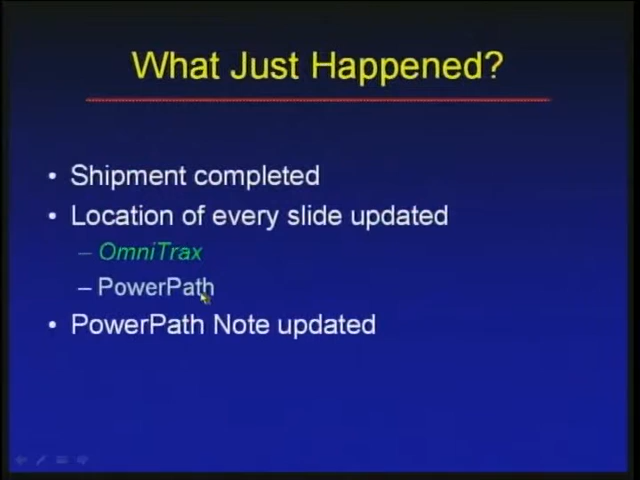 What Just Happened?
• Shipment completed
• Location of every slide updated
– OmniTrax
– PowerPath
• PowerPath Note updated